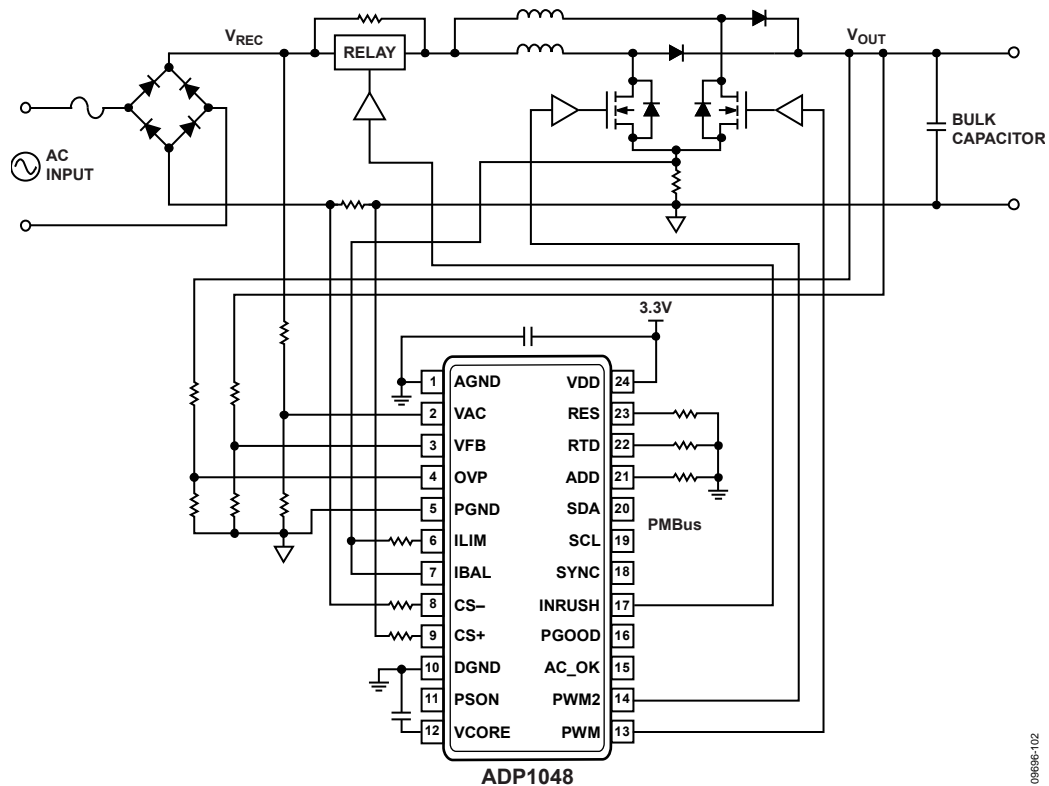 VREC
RELAY
VOUT
AC
INPUT
BULK
CAPACITOR
3.3V
1 AGND VDD 24
2 VAC RES 23
3 VFB RTD 22
4 OVP ADD 21
5 PGND SDA 20
PMBus
6 ILIM SCL 19
7 IBAL SYNC 18
8 CS– INRUSH 17
9 CS+ PGOOD 16
10 DGND AC_OK 15
11 PSON PWM2 14
12 VCORE PWM 13
ADP1048
09696-102